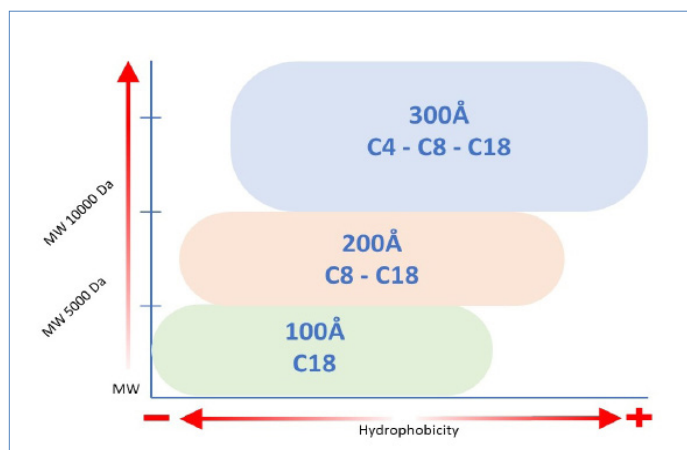 300Å
C4 - C8 - C18
MW 10000 Da
200Å
C8 - C18
MW 5000 Da
100Å
C18
MW
Hydrophobicity